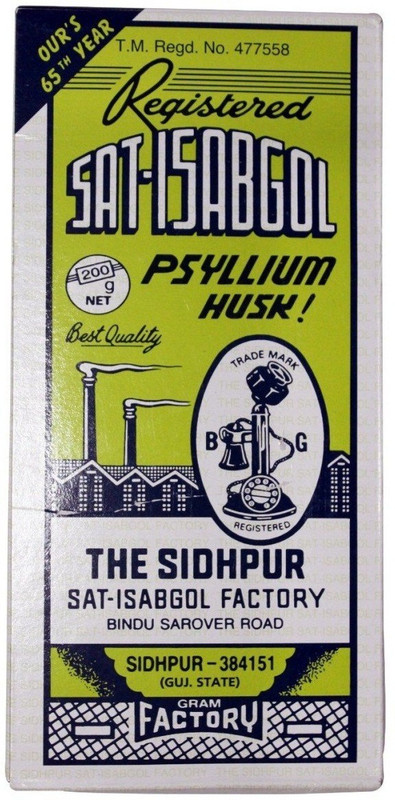 OUR'S
65TH YEAR
T.M. Regd. No. 477558
Registered
SAT-ISABGOL
200
g
NET
PSYLLIUM
HUSK!
Best Quality
TRADE MARK
B G
REGISTERED
THE SIDHPUR
SAT-ISABGOL FACTORY
BINDU SAROVER ROAD
SIDHPUR – 384151
(GUJ. STATE)
GRAM
FACTORY